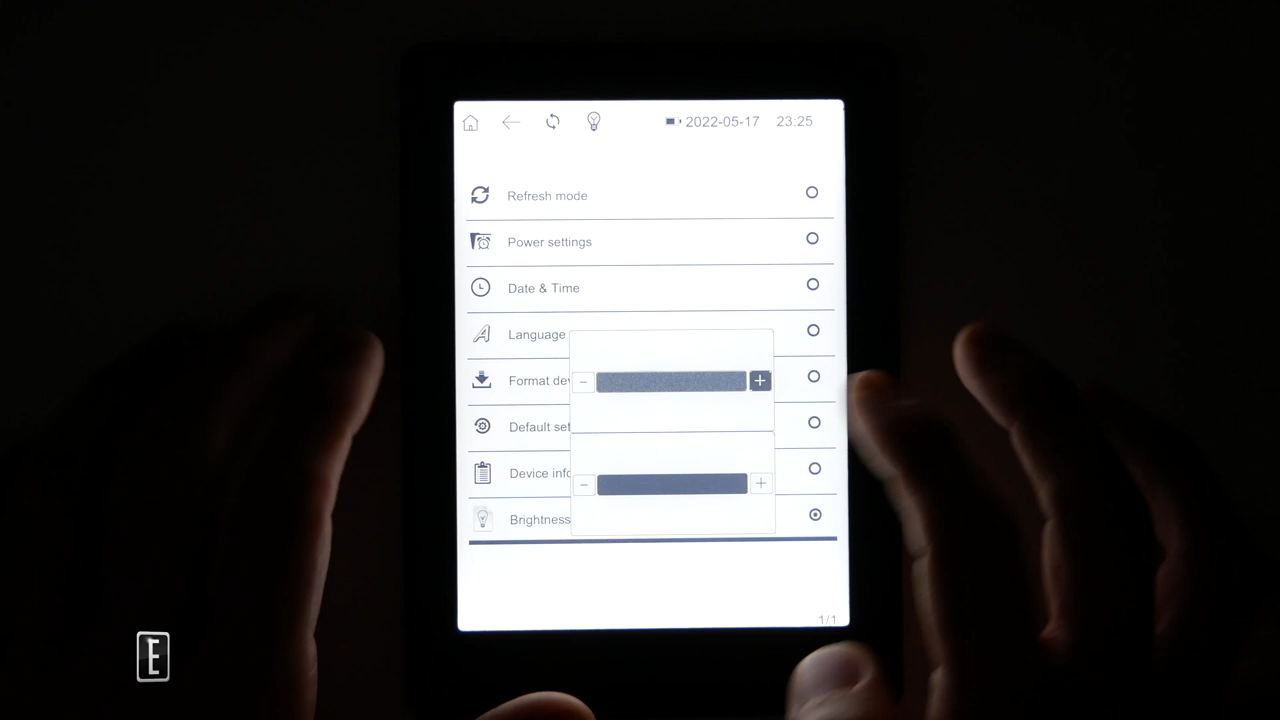 2022-05-17 23:25
Refresh mode
Power settings
Date & Time
Language
Format dev
Default set
Device info
Brightness
1/1
E